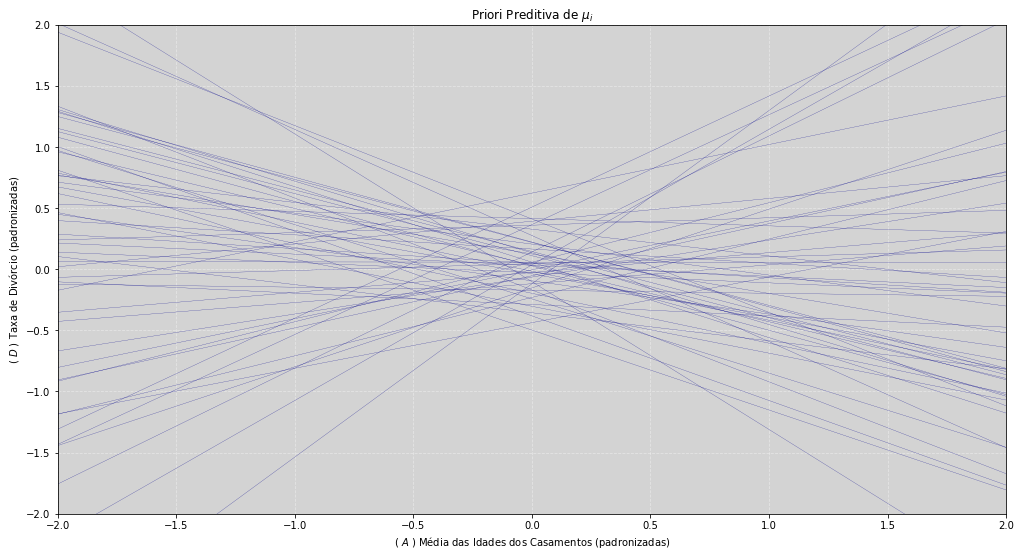 Priori Preditiva de μi
2.0
1.5
1.0
0.5
0.0
−0.5
−1.0
−1.5
−2.0
( D ) Taxa de Divórcio (padronizadas)
−2.0 −1.5 −1.0 −0.5 0.0 0.5 1.0 1.5 2.0
( A ) Média das Idades dos Casamentos (padronizadas)